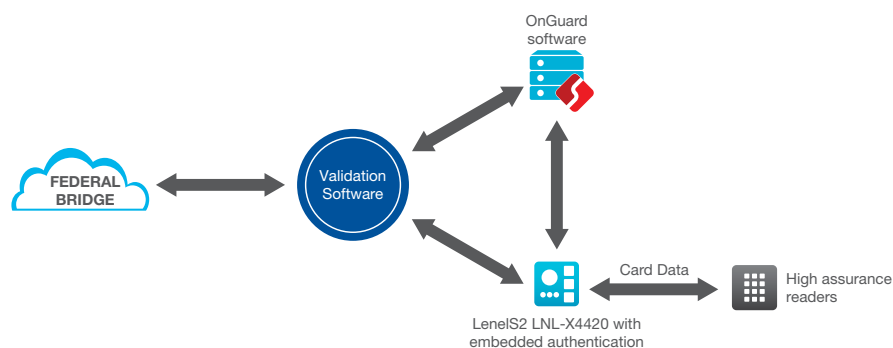 OnGuard
software
FEDERAL
BRIDGE
Validation
Software
Card Data
High assurance
readers
LenelS2 LNL-X4420 with
embedded authentication